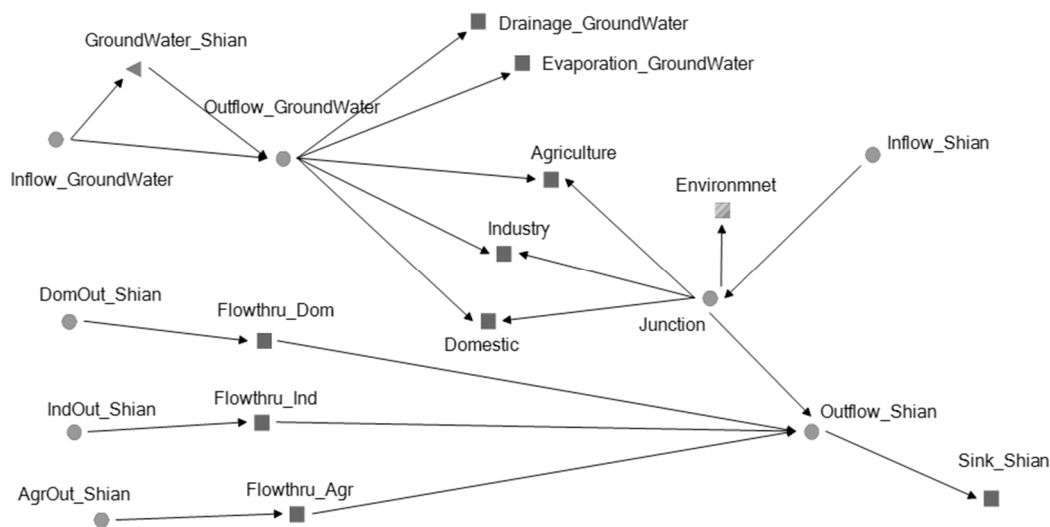 Drainage_GroundWater
GroundWater_Shian
Evaporation_GroundWater
Outflow_GroundWater
Inflow_Shian
Agriculture
Inflow_GroundWater
Environmnet
Industry
DomOut_Shian
Flowthru_Dom
Junction
Domestic
Flowthru_Ind
IndOut_Shian
Outflow_Shian
Sink_Shian
Flowthru_Agr
AgrOut_Shian